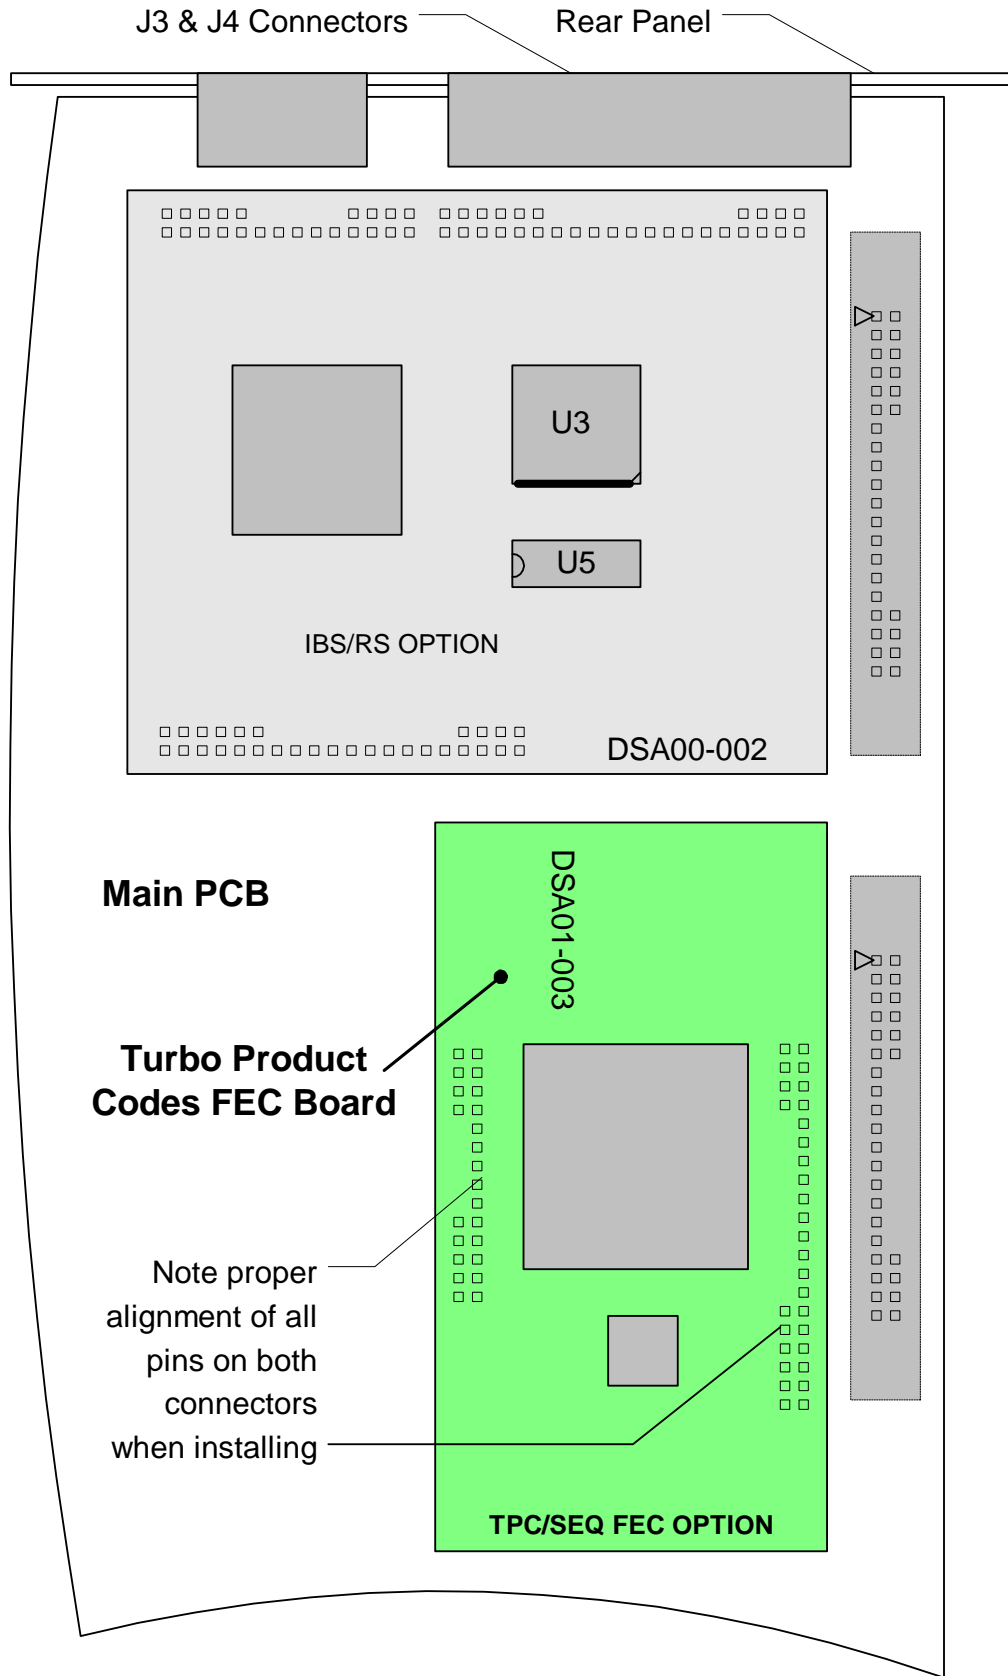 J3 & J4 Connectors
Rear Panel
U3
U5
IBS/RS OPTION
DSA00-002
Main PCB
DSA01-003
Turbo Product
Codes FEC Board
Note proper
alignment of all
pins on both
connectors
when installing
TPC/SEQ FEC OPTION